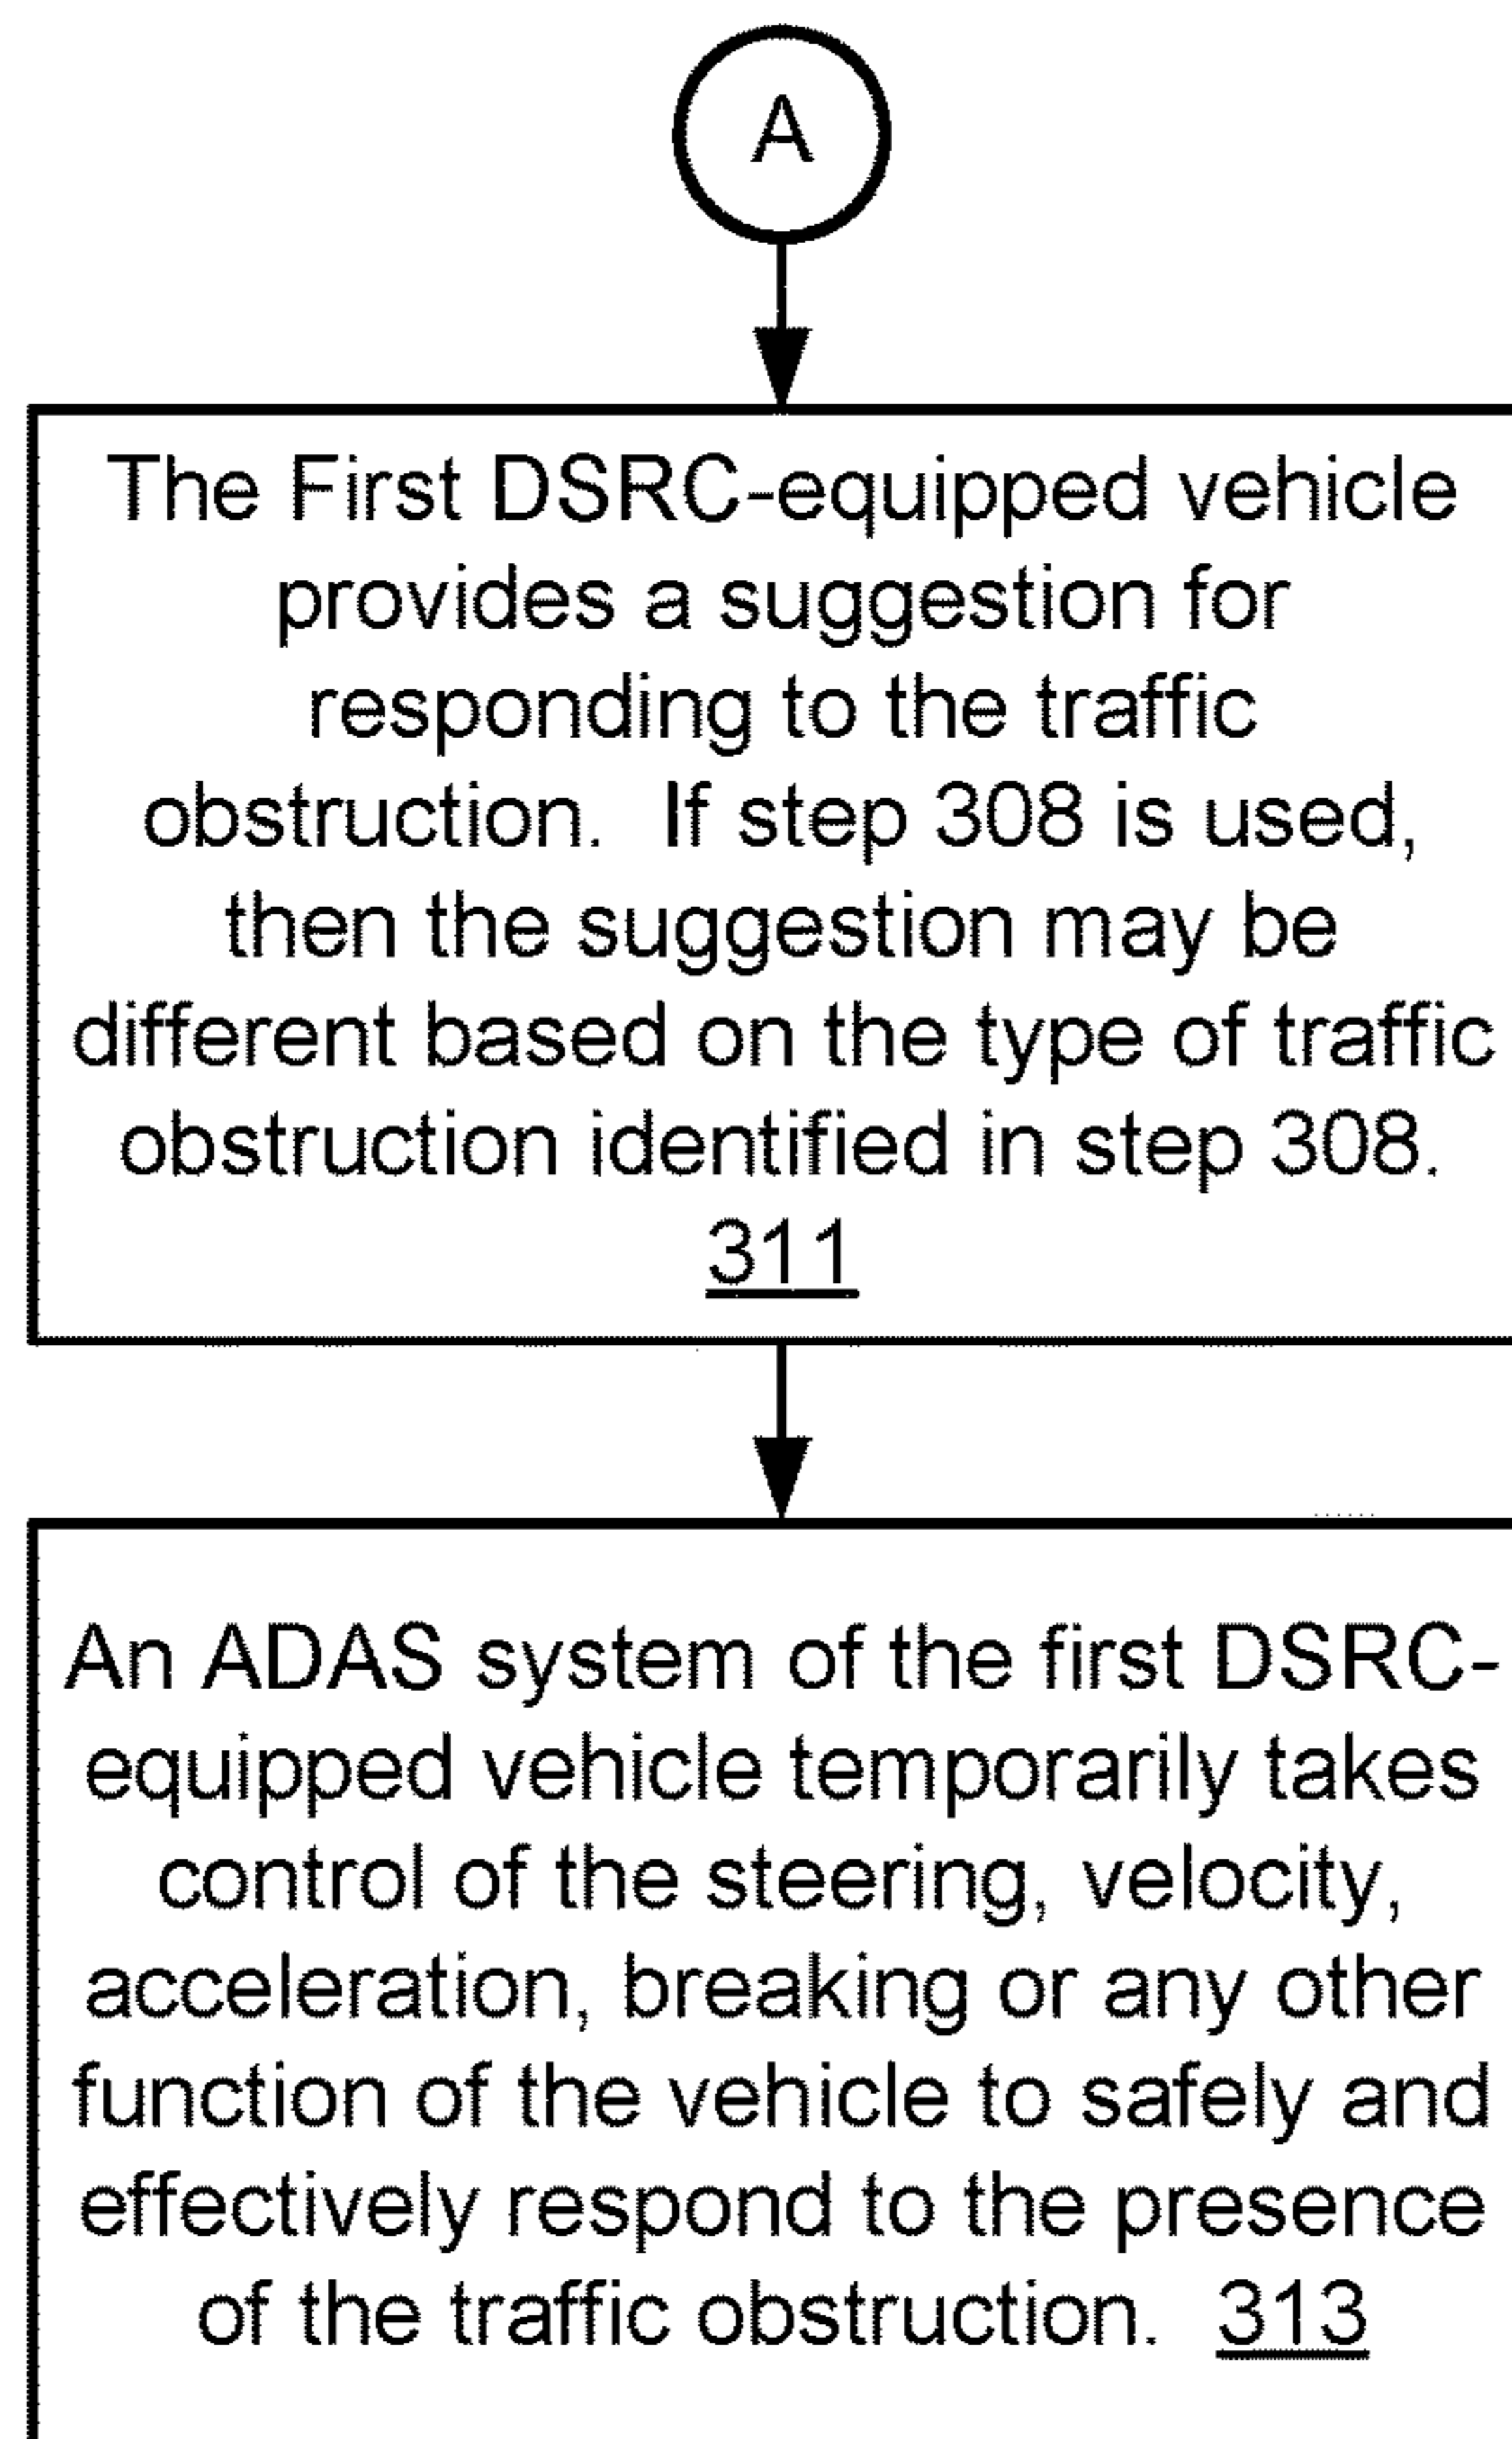 A
The First DSRC-equipped vehicle
provides a suggestion for
responding to the traffic
obstruction.  If step 308 is used,
then the suggestion may be
different based on the type of traffic
obstruction identified in step 308.
311
An ADAS system of the first DSRC-
equipped vehicle temporarily takes
control of the steering, velocity,
acceleration, breaking or any other
function of the vehicle to safely and
effectively respond to the presence
of the traffic obstruction.  313